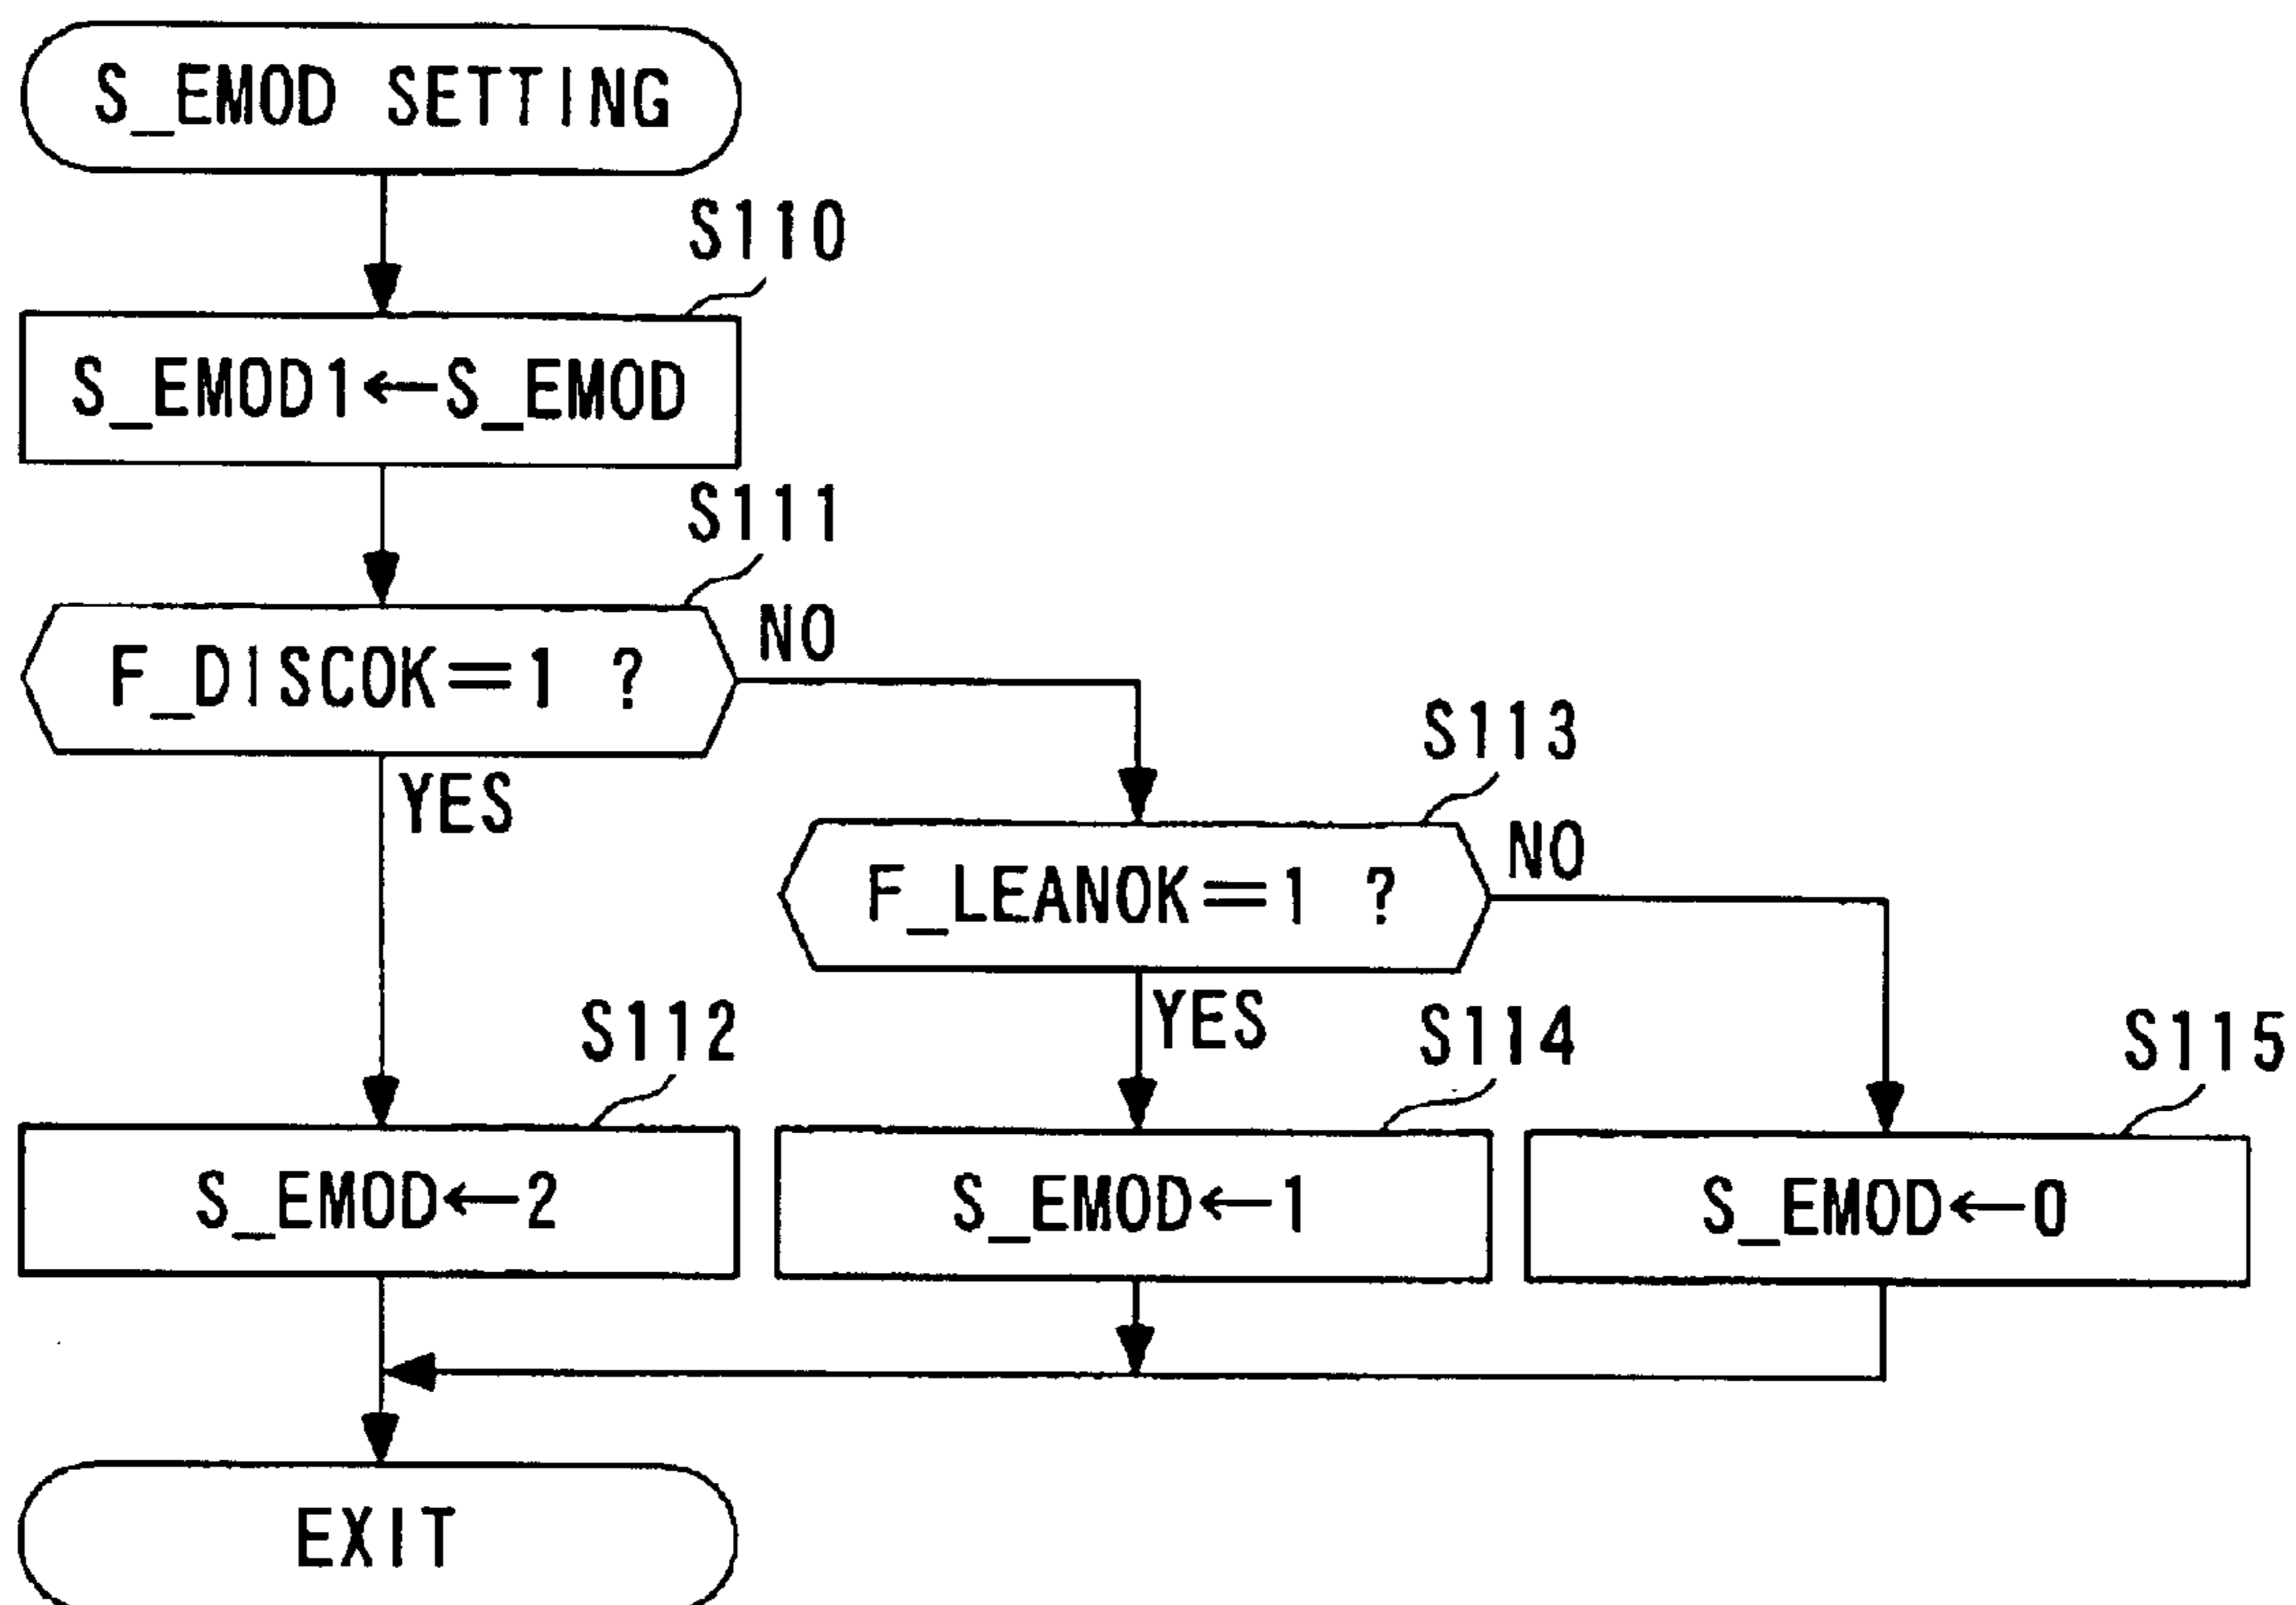 S_EMOD SETTING
S110
S_EMOD1←S_EMOD
S111
F_DISCOK=1 ?
NO
YES
S113
F_LEANOK=1 ?
NO
YES
S112
S_EMOD←2
S114
S_EMOD←1
S115
S_EMOD←0
EXIT